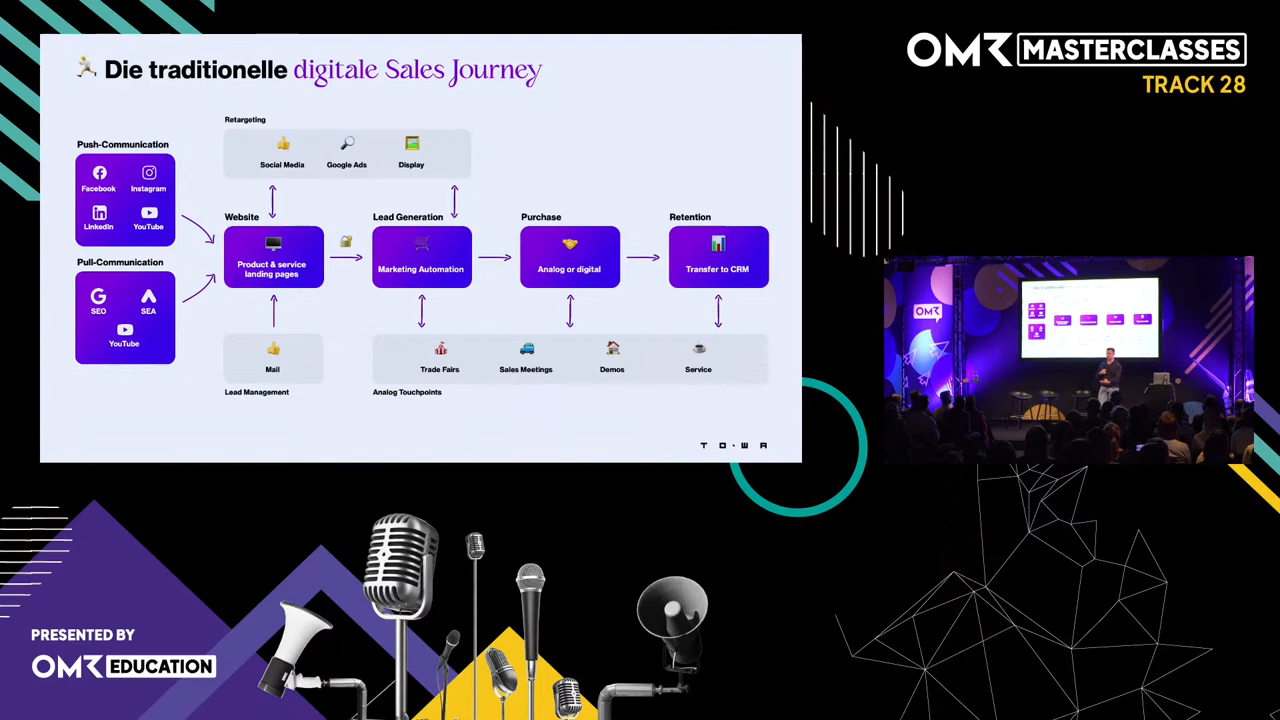 Die traditionelle digitale Sales Journey
Retargeting
Social Media
Google Ads
Display
Push-Communication
Facebook
Instagram
LinkedIn
YouTube
Pull-Communication
SEO
SEA
YouTube
Website
Product & service
landing pages
Lead Generation
Marketing Automation
Purchase
Analog or digital
Retention
Transfer to CRM
Mail
Lead Management
Trade Fairs
Sales Meetings
Demos
Service
Analog Touchpoints
TO·WA
OMR MASTERCLASSES
TRACK 28
OMR
PRESENTED BY
OMR EDUCATION